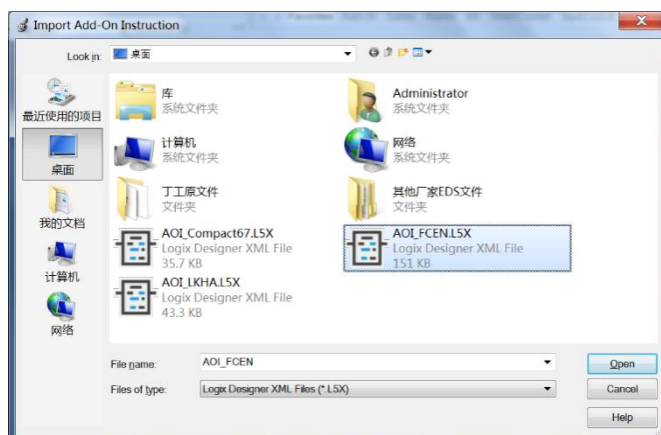 Import Add-On Instruction
Look in:
桌面
最近使用的项目
桌面
我的文档
计算机
网络
库
系统文件夹
Administrator
系统文件夹
计算机
系统文件夹
网络
系统文件夹
丁工原文件
文件夹
其他厂家EDS文件
文件夹
AOI_Compact67.L5X
Logix Designer XML File
35.7 KB
AOI_FCEN.L5X
Logix Designer XML File
151 KB
AOI_LKHA.L5X
Logix Designer XML File
43.3 KB
File name:
AOI_FCEN
Open
Files of type:
Logix Designer XML Files (*.L5X)
Cancel
Help